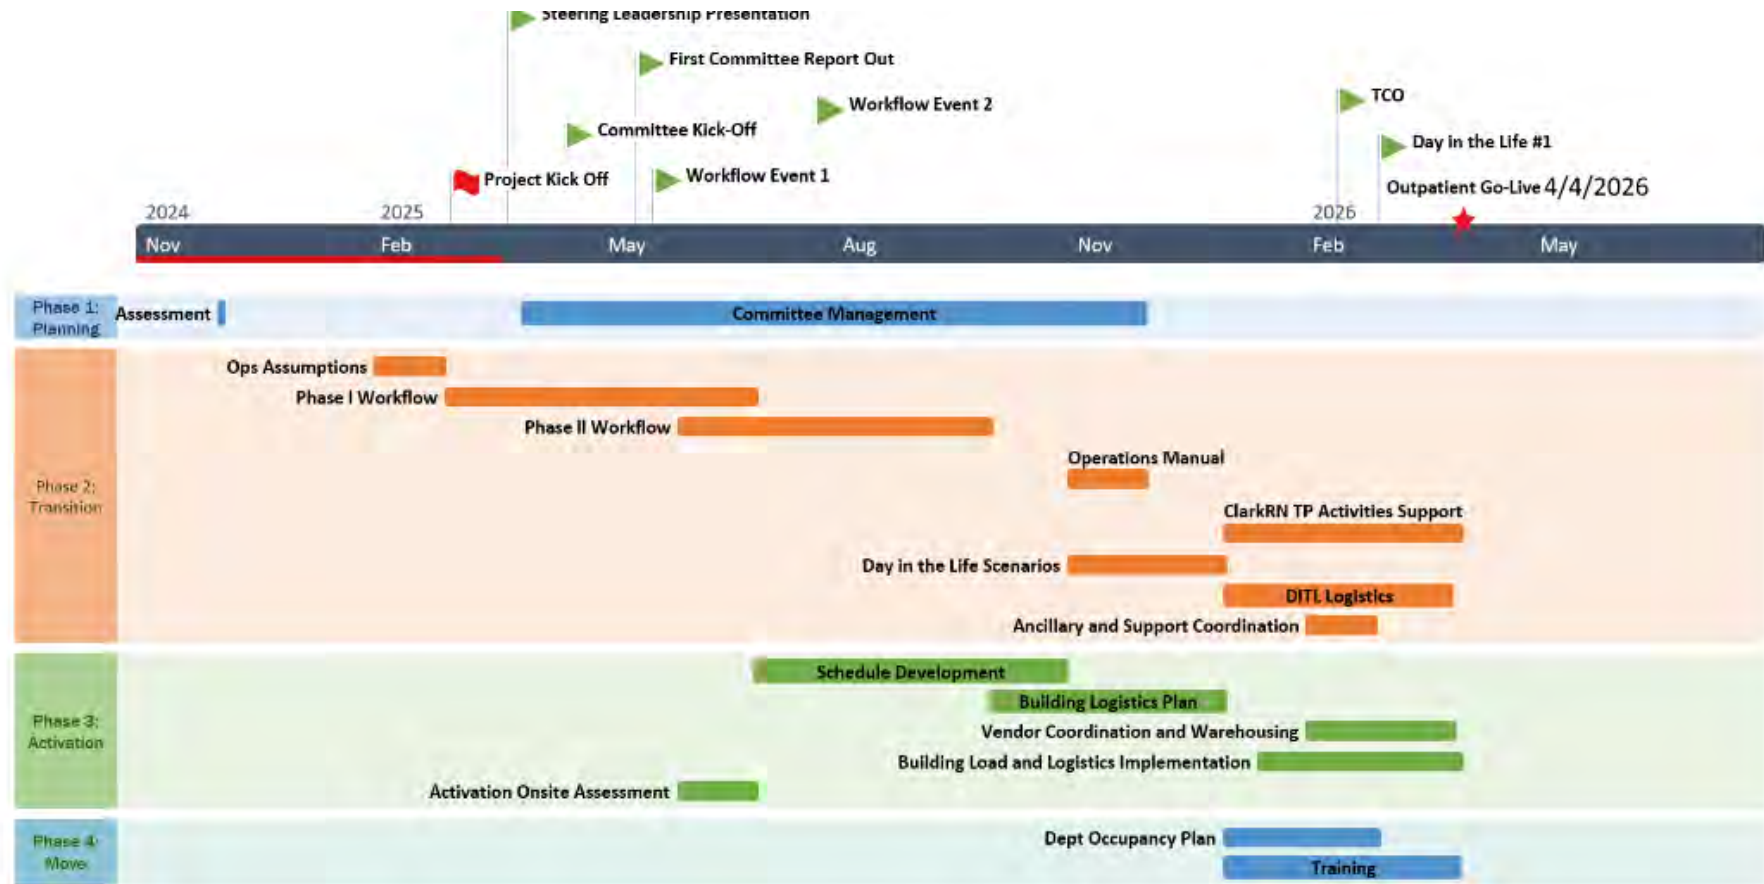 Steering Leadership Presentation
First Committee Report Out
TCO
Workflow Event 2
Committee Kick-Off
Day in the Life #1
Project Kick Off
Workflow Event 1
Outpatient Go-Live 4/4/2026
2024 2025 2026
Nov Feb May Aug Nov Feb May
Phase 1:
Planning
Assessment
Committee Management
Phase 2:
Transition
Ops Assumptions
Phase I Workflow
Phase II Workflow
Operations Manual
ClarkRN TP Activities Support
Day in the Life Scenarios
DITL Logistics
Ancillary and Support Coordination
Phase 3:
Activation
Schedule Development
Building Logistics Plan
Vendor Coordination and Warehousing
Building Load and Logistics Implementation
Activation Onsite Assessment
Phase 4:
Move
Dept Occupancy Plan
Training